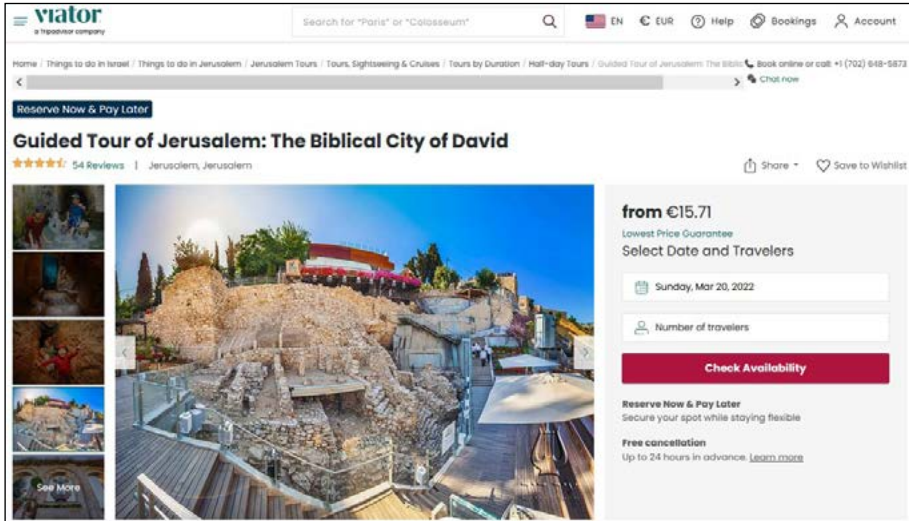 viator
a tripadvisor company
Search for "Paris" or "Colosseum"
EN
€ EUR
Help
Bookings
Account
Home / Things to do in Israel / Things to do in Jerusalem / Jerusalem Tours / Tours, Sightseeing & Cruises / Tours by Duration / Half-day Tours / Guided Tour of Jerusalem: The Biblic
Book online or call: +1 (702) 648-5873
Chat now
Reserve Now & Pay Later
Guided Tour of Jerusalem: The Biblical City of David
54 Reviews | Jerusalem, Jerusalem
Share
Save to Wishlist
from €15.71
Lowest Price Guarantee
Select Date and Travelers
Sunday, Mar 20, 2022
Number of travelers
Check Availability
Reserve Now & Pay Later
Secure your spot while staying flexible
Free cancellation
Up to 24 hours in advance. Learn more
See More